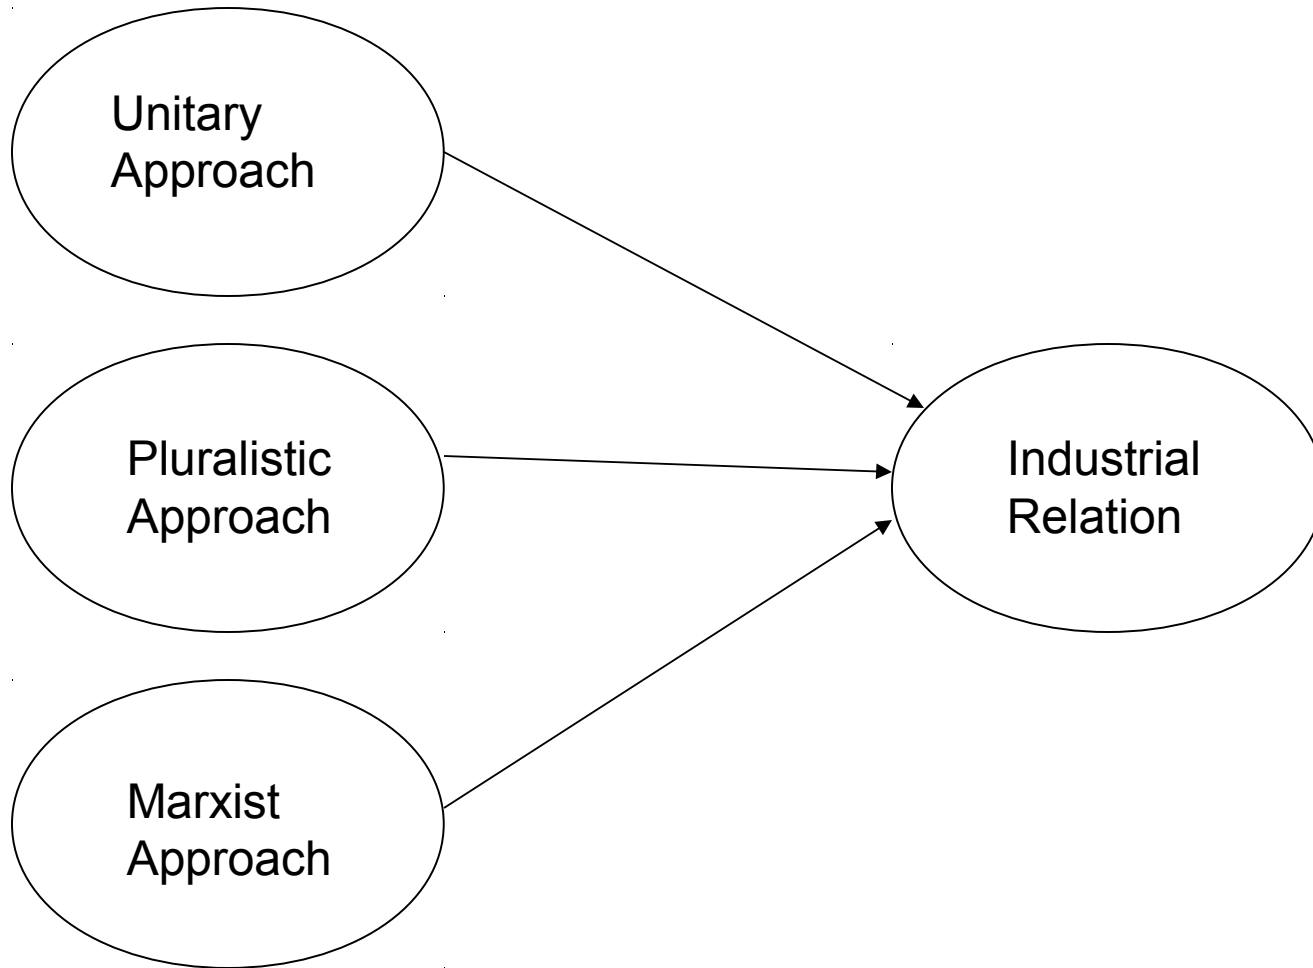 Unitary
Approach
Pluralistic
Approach
Industrial
Relation
Marxist
Approach